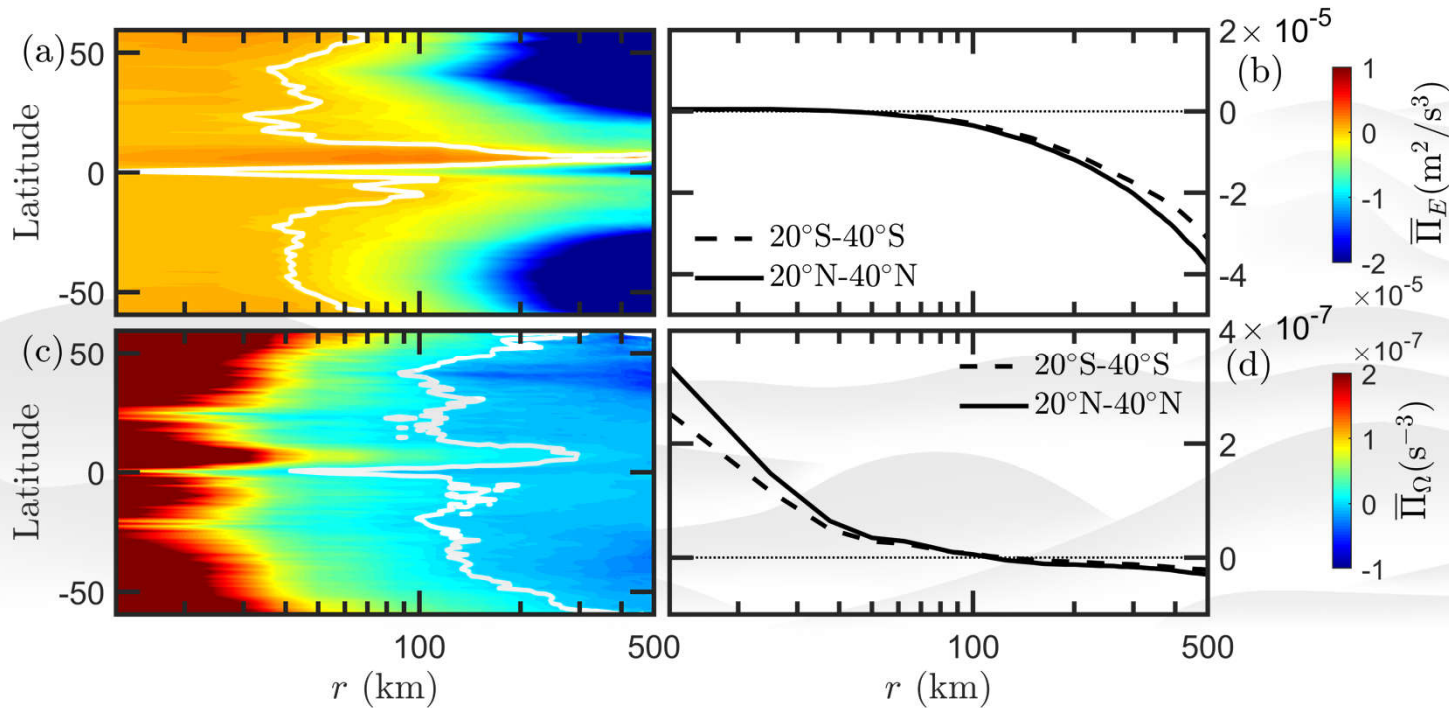 (a)
Latitude
50
0
-50
(b)
2 × 10^-5
0
-2
-4
20°S-40°S
20°N-40°N
1
0
-1
-2
×10^-5
Π̅_E(m²/s³)
(c)
Latitude
50
0
-50
100
500
r (km)
(d)
4 × 10^-7
2
0
20°S-40°S
20°N-40°N
100
500
r (km)
×10^-7
2
1
0
-1
Π̅_Ω(s⁻³)